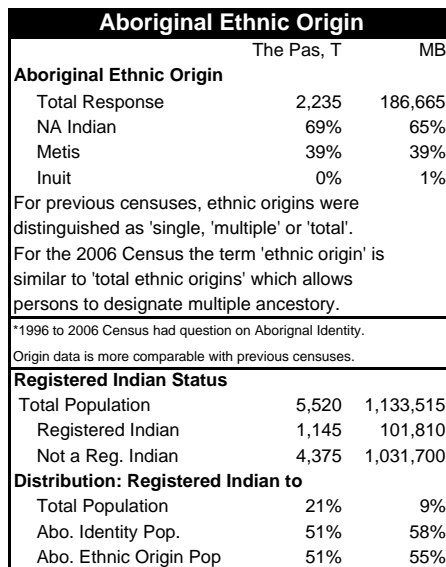 Aboriginal Ethnic Origin
The Pas, T MB
Aboriginal Ethnic Origin
Total Response 2,235 186,665
NA Indian 69% 65%
Metis 39% 39%
Inuit 0% 1%
For previous censuses, ethnic origins were
distinguished as 'single, 'multiple' or 'total'.
For the 2006 Census the term 'ethnic origin' is
similar to 'total ethnic origins' which allows
persons to designate multiple ancestory.
*1996 to 2006 Census had question on Aborignal Identity.
Origin data is more comparable with previous censuses.
Registered Indian Status
Total Population 5,520 1,133,515
Registered Indian 1,145 101,810
Not a Reg. Indian 4,375 1,031,700
Distribution: Registered Indian to
Total Population 21% 9%
Abo. Identity Pop. 51% 58%
Abo. Ethnic Origin Pop 51% 55%